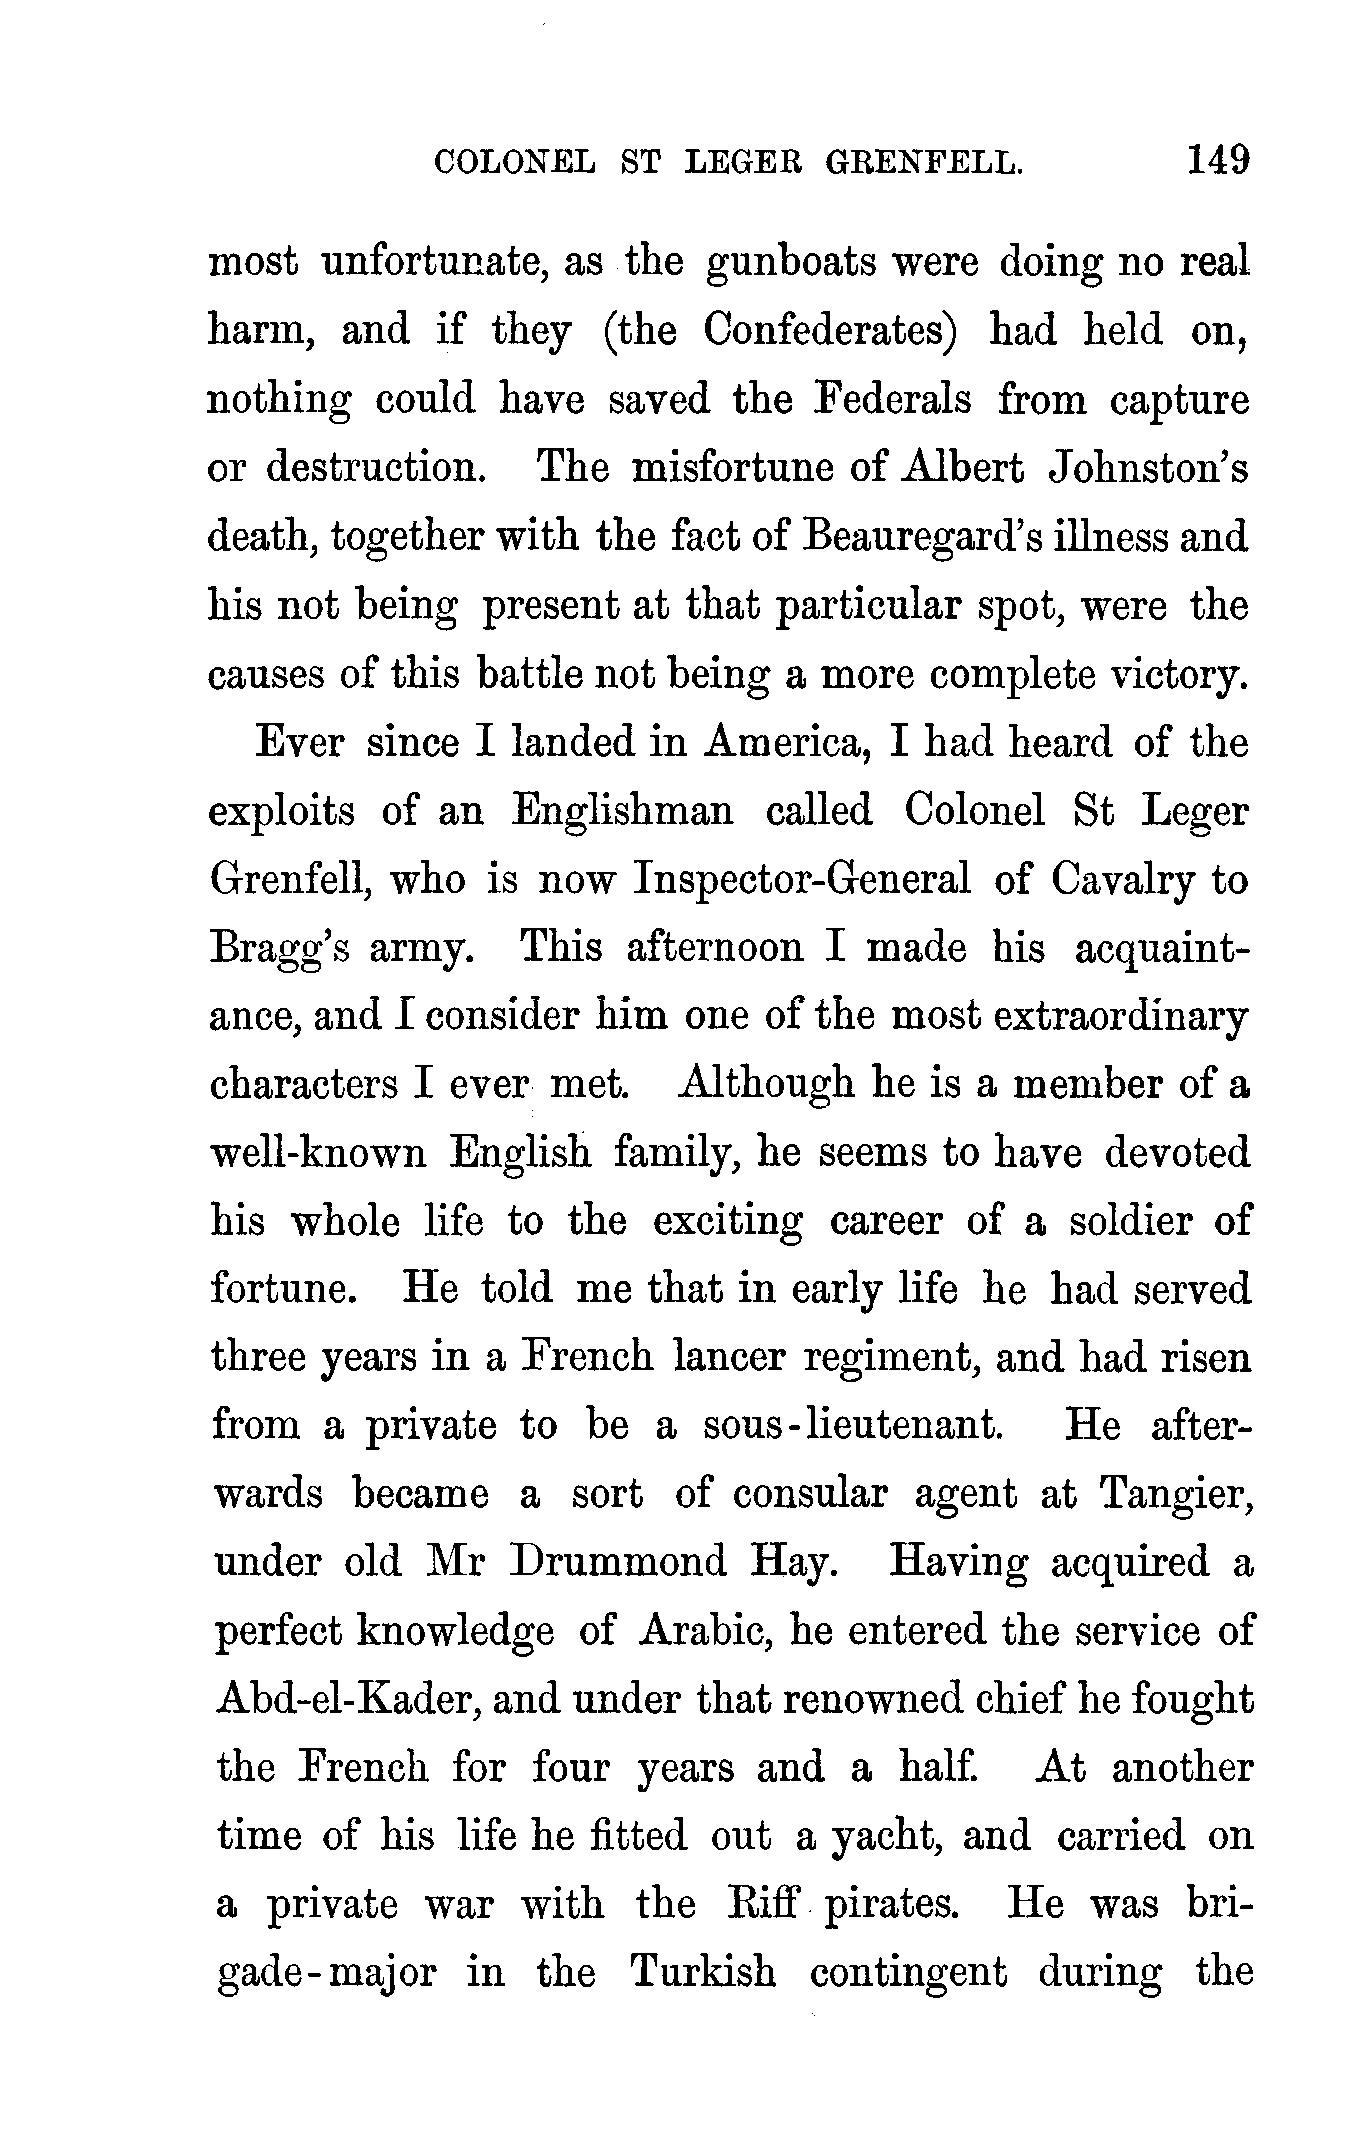 COLONEL ST LEGER GRENFELL. 149
most unfortunate, as the gunboats were doing no real
harm, and if they (the Confederates) had held on,
nothing could have saved the Federals from capture
or destruction. The misfortune of Albert Johnston's
death, together with the fact of Beauregard's illness and
his not being present at that particular spot, were the
causes of this battle not being a more complete victory.
Ever since I landed in America, I had heard of the
exploits of an Englishman called Colonel St Leger
Grenfell, who is now Inspector-General of Cavalry to
Bragg's army. This afternoon I made his acquaint-
ance, and I consider him one of the most extraordinary
characters I ever met. Although he is a member of a
well-known English family, he seems to have devoted
his whole life to the exciting career of a soldier of
fortune. He told me that in early life he had served
three years in a French lancer regiment, and had risen
from a private to be a sous-lieutenant. He after-
wards became a sort of consular agent at Tangier,
under old Mr Drummond Hay. Having acquired a
perfect knowledge of Arabic, he entered the service of
Abd-el-Kader, and under that renowned chief he fought
the French for four years and a half. At another
time of his life he fitted out a yacht, and carried on
a private war with the Riff pirates. He was bri-
gade-major in the Turkish contingent during the